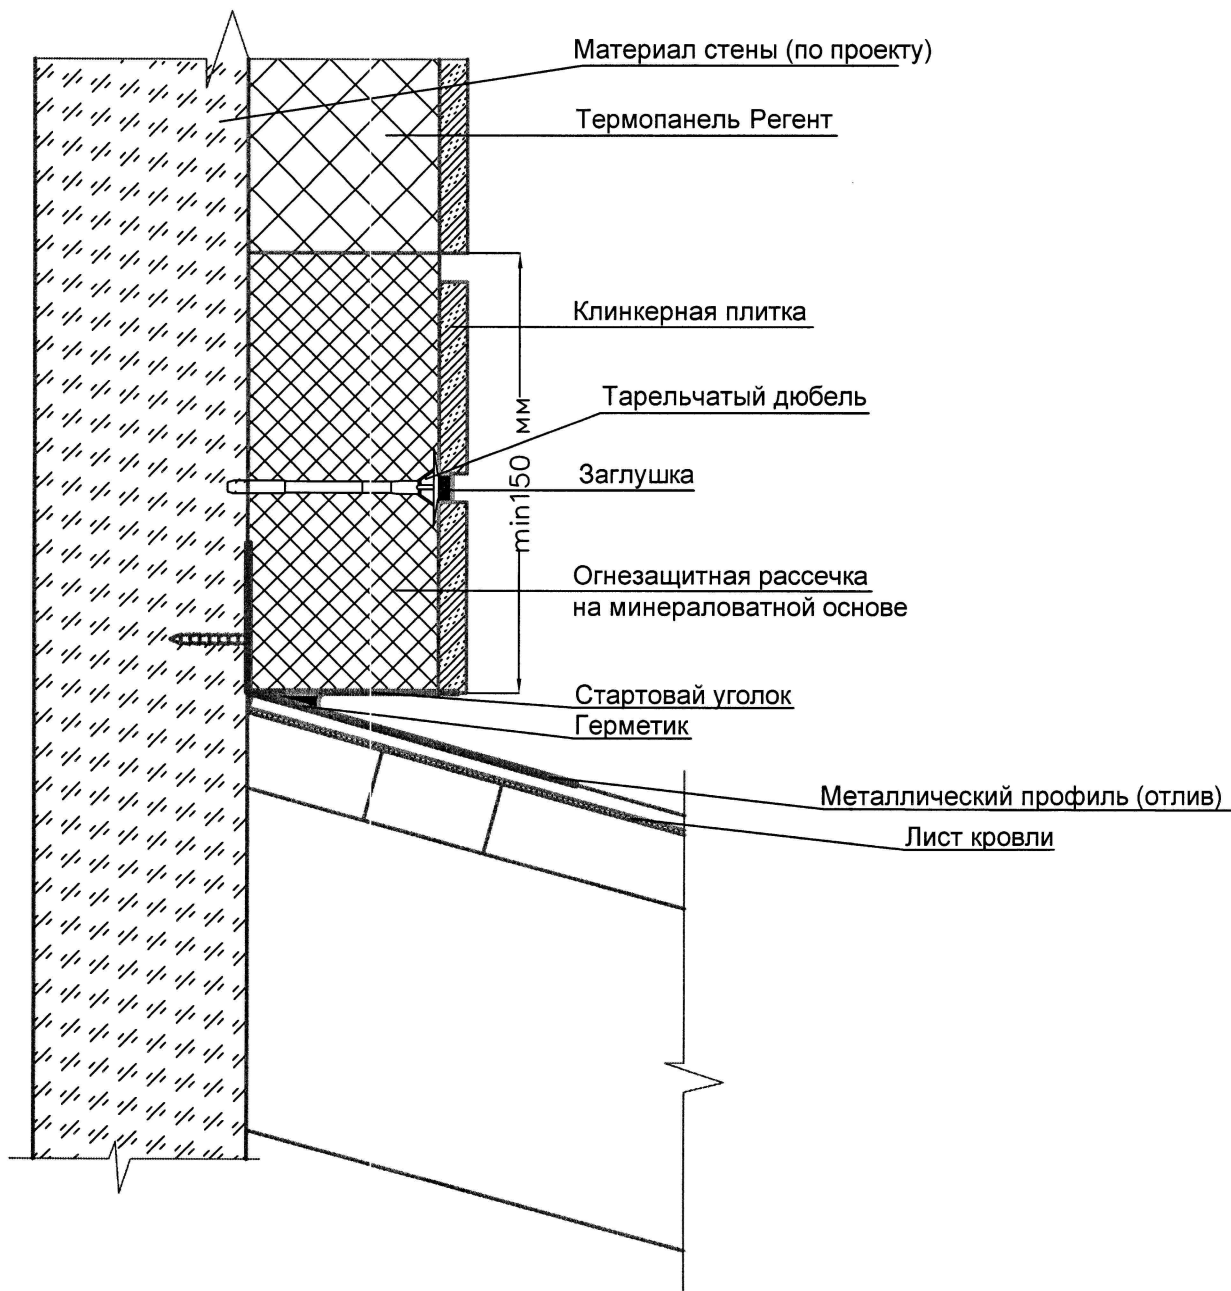 Материал стены (по проекту)
Термопанель Регент
Клинкерная плитка
Тарельчатый дюбель
min150 мм
Заглушка
Огнезащитная рассечка
на минераловатной основе
Стартовай уголок
Герметик
Металлический профиль (отлив)
Лист кровли